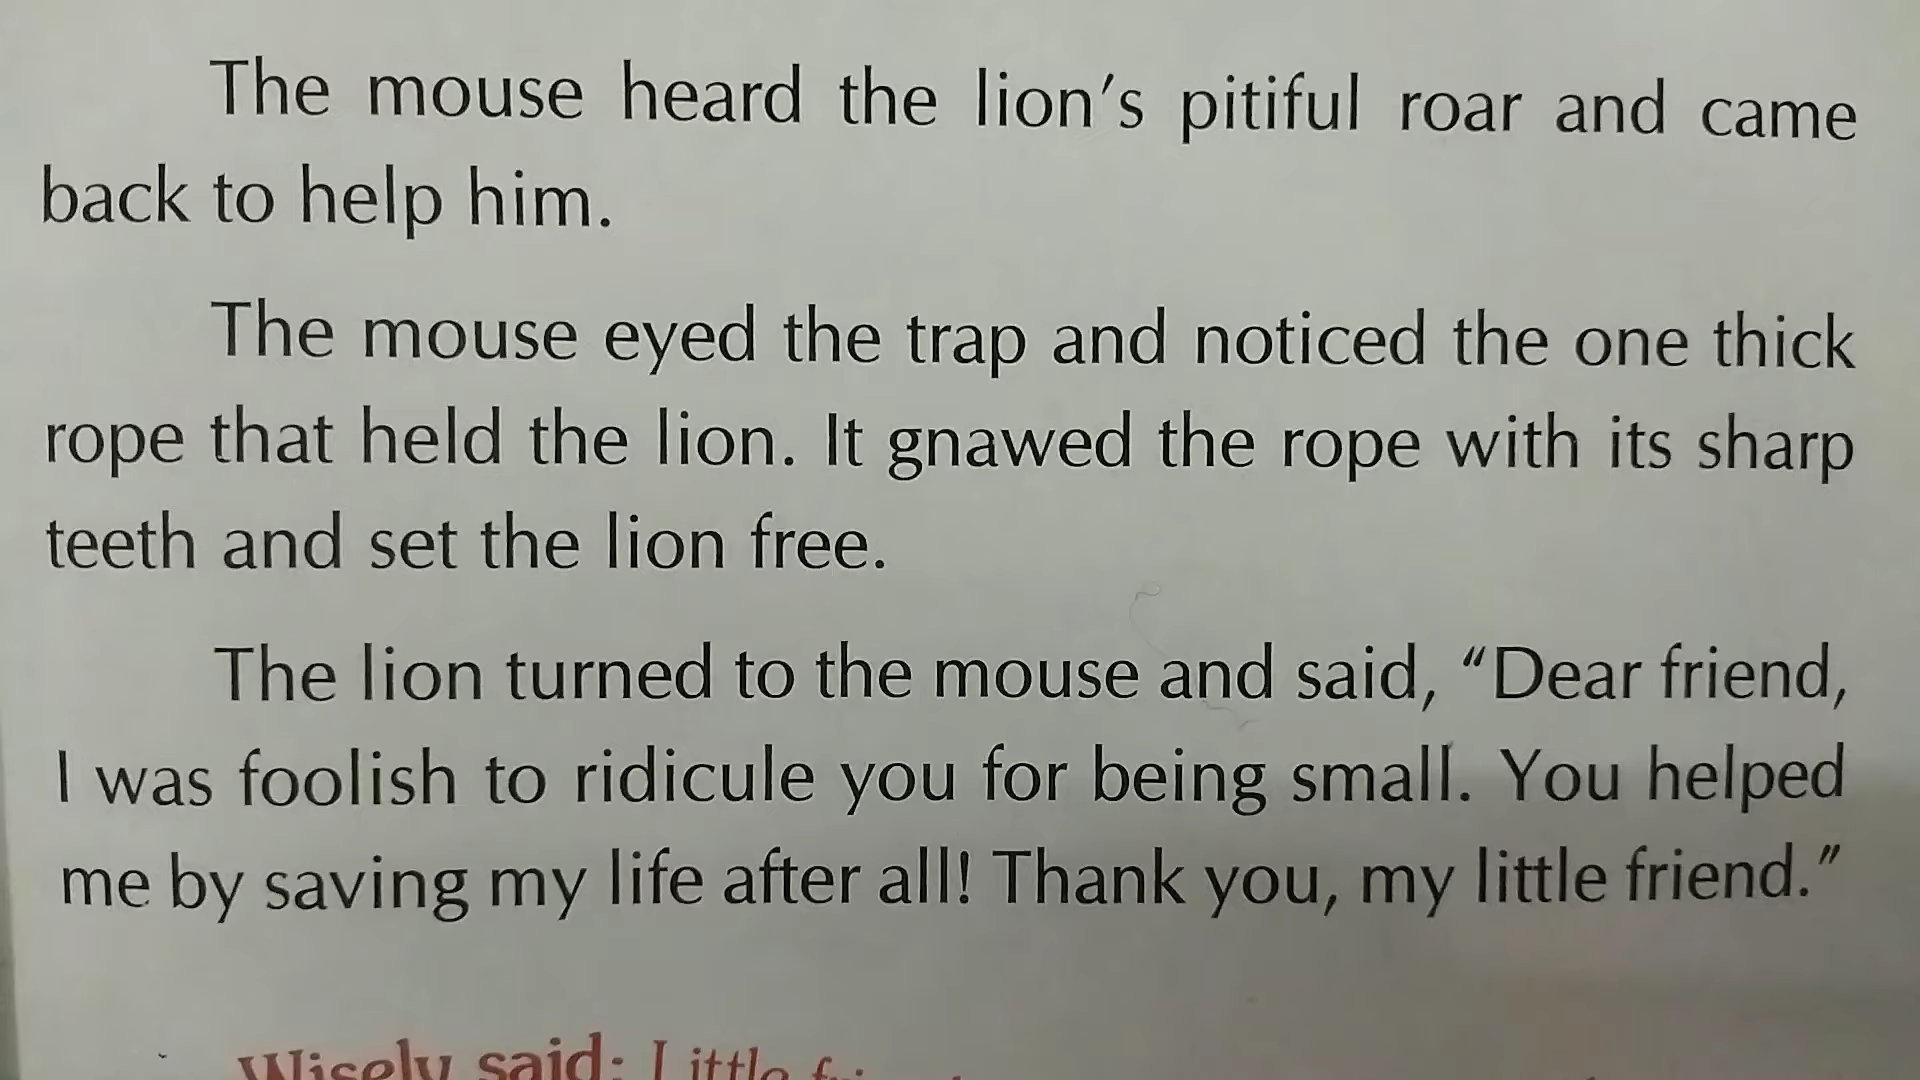 The mouse heard the lion's pitiful roar and came
back to help him.
The mouse eyed the trap and noticed the one thick
rope that held the lion. It gnawed the rope with its sharp
teeth and set the lion free.
The lion turned to the mouse and said, “Dear friend,
I was foolish to ridicule you for being small. You helped
me by saving my life after all! Thank you, my little friend.”
Wisely said: Little